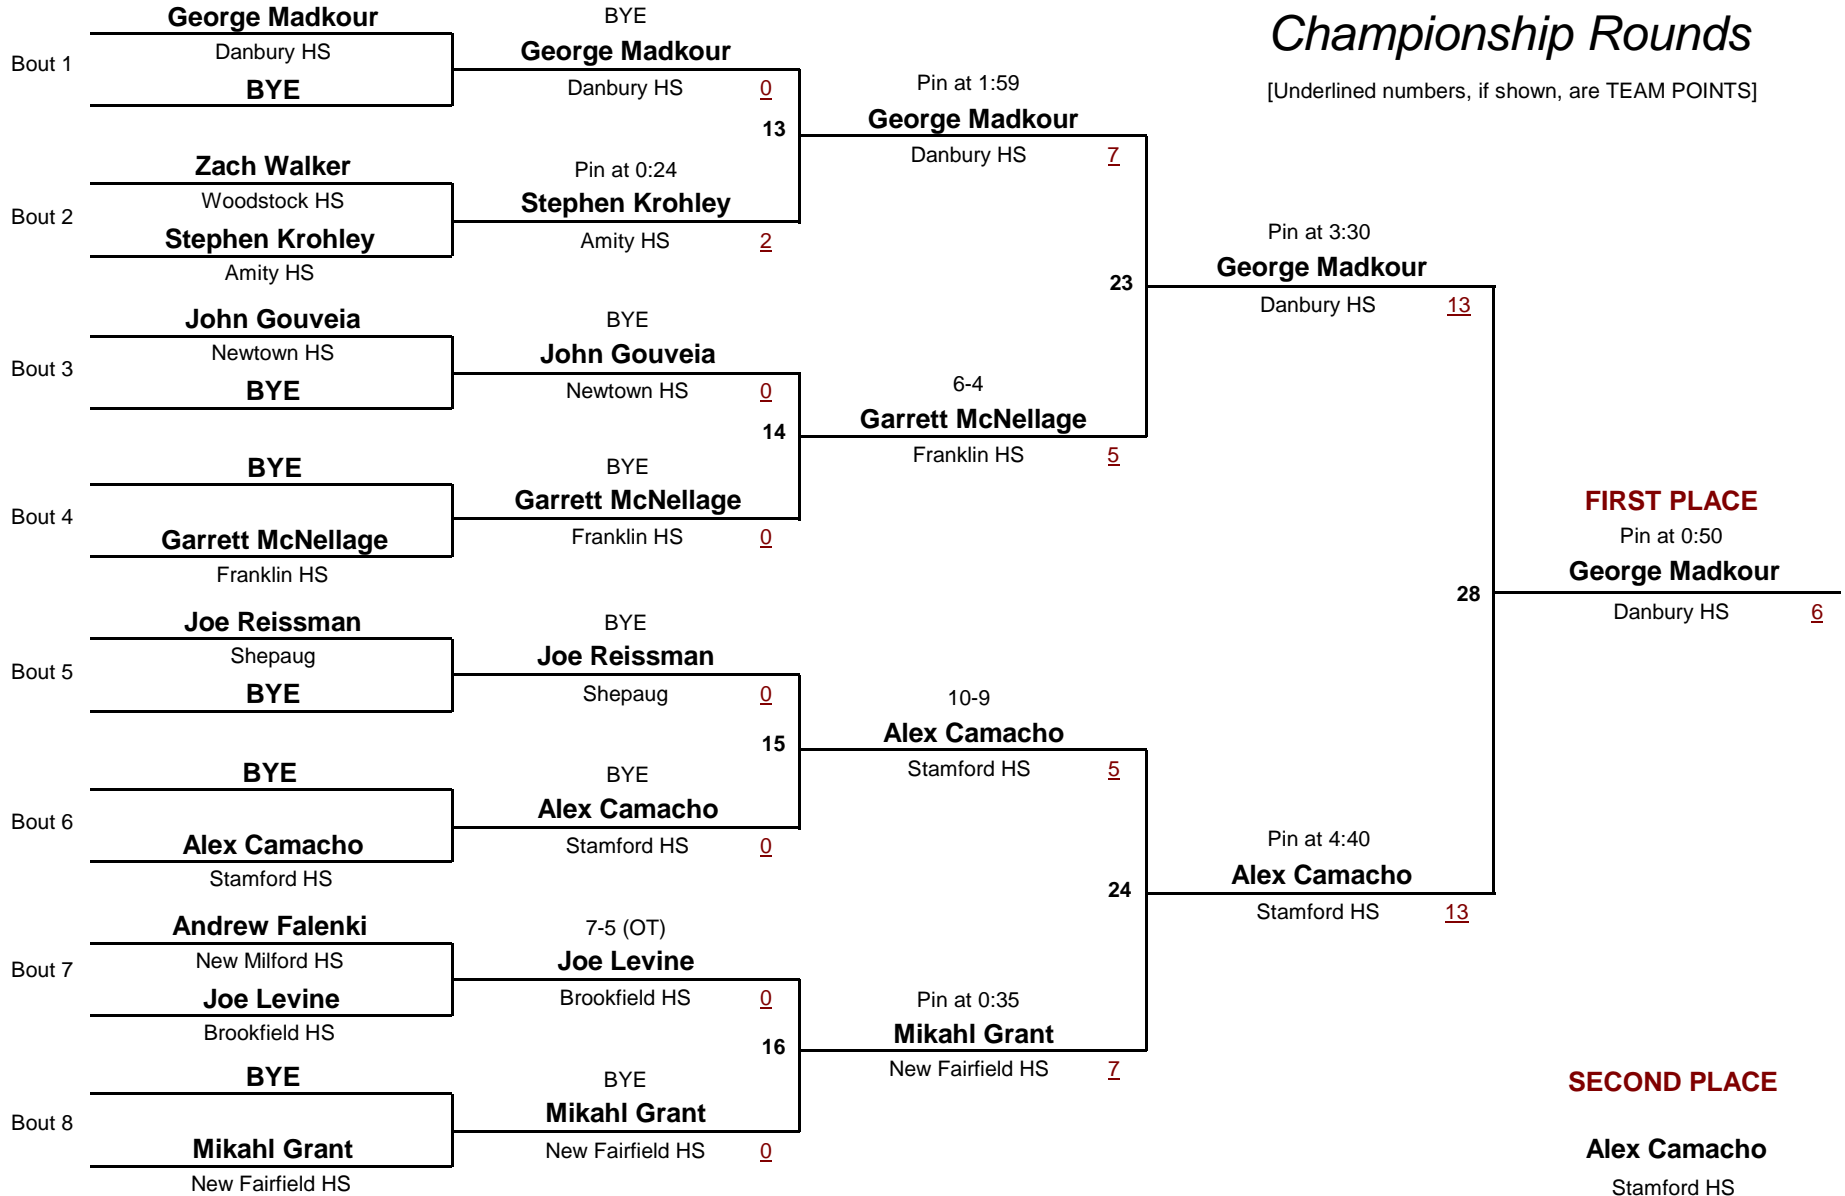 Championship Rounds
[Underlined numbers, if shown, are TEAM POINTS]
Bout 1
George Madkour
Danbury HS
BYE
Bout 2
Zach Walker
Woodstock HS
Stephen Krohley
Amity HS
Bout 3
John Gouveia
Newtown HS
BYE
Bout 4
BYE
Garrett McNellage
Franklin HS
Bout 5
Joe Reissman
Shepaug
BYE
Bout 6
BYE
Alex Camacho
Stamford HS
Bout 7
Andrew Falenki
New Milford HS
Joe Levine
Brookfield HS
Bout 8
BYE
Mikahl Grant
New Fairfield HS
BYE
George Madkour
Danbury HS 0
13
Pin at 0:24
Stephen Krohley
Amity HS 2
BYE
John Gouveia
Newtown HS 0
14
BYE
Garrett McNellage
Franklin HS 0
BYE
Joe Reissman
Shepaug 0
15
BYE
Alex Camacho
Stamford HS 0
7-5 (OT)
Joe Levine
Brookfield HS 0
16
BYE
Mikahl Grant
New Fairfield HS 0
Pin at 1:59
George Madkour
Danbury HS 7
23
6-4
Garrett McNellage
Franklin HS 5
10-9
Alex Camacho
Stamford HS 5
24
Pin at 0:35
Mikahl Grant
New Fairfield HS 7
Pin at 3:30
George Madkour
Danbury HS 13
28
Pin at 4:40
Alex Camacho
Stamford HS 13
FIRST PLACE
Pin at 0:50
George Madkour
Danbury HS 6
SECOND PLACE
Alex Camacho
Stamford HS